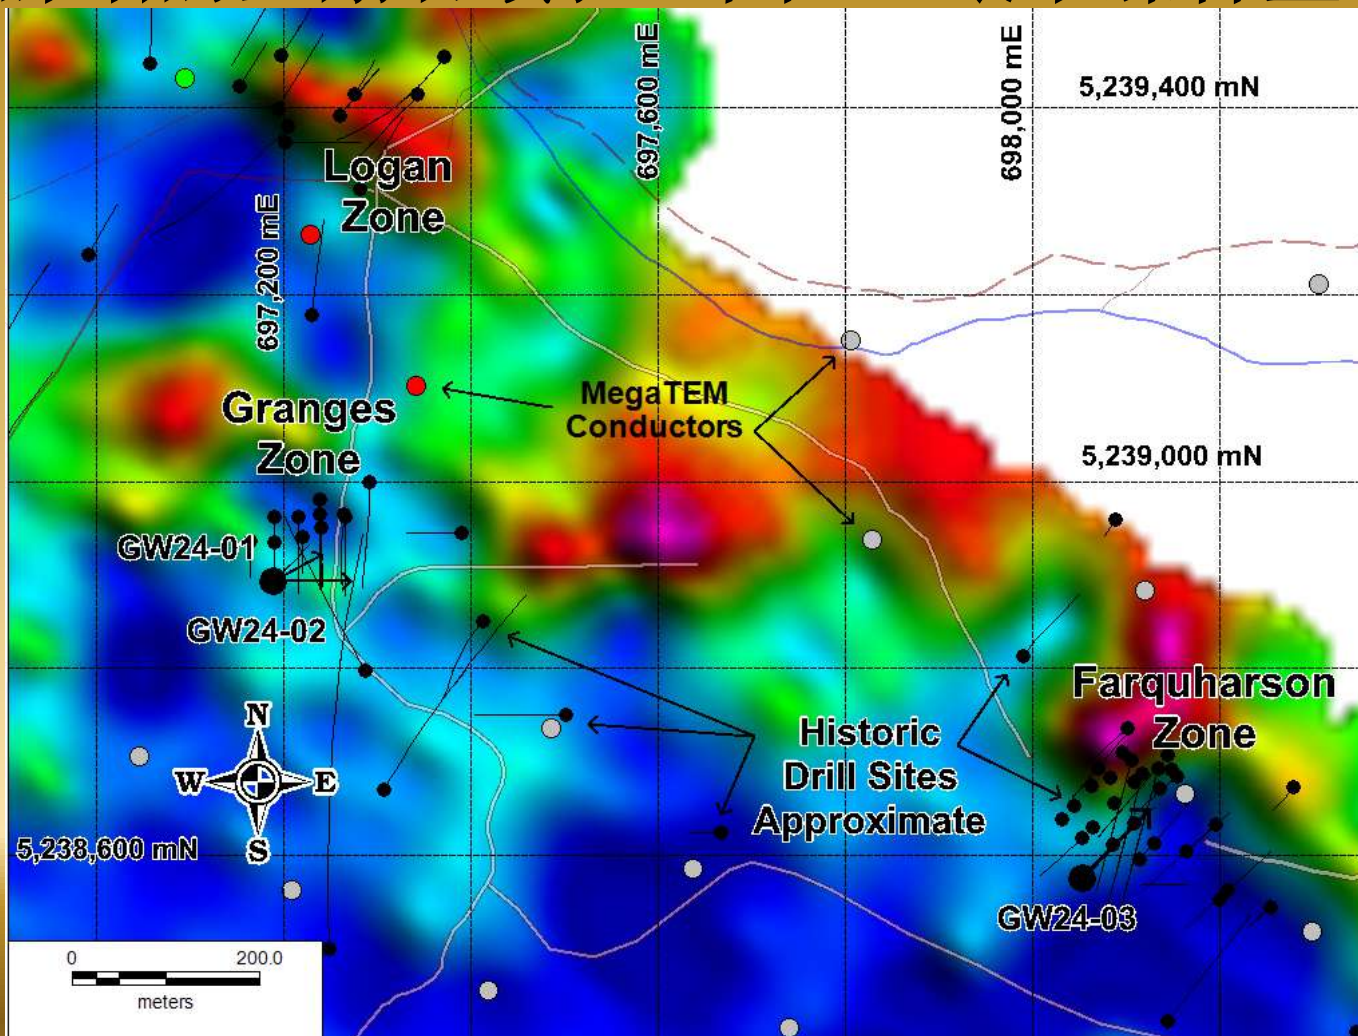 697,600 mE
698,000 mE
5,239,400 mN
Logan
Zone
697,200 mE
MegaTEM
Conductors
Granges
Zone
5,239,000 mN
GW24-01
GW24-02
Farquharson
Zone
N
W E
S
Historic
Drill Sites
Approximate
5,238,600 mN
GW24-03
0 200.0
meters